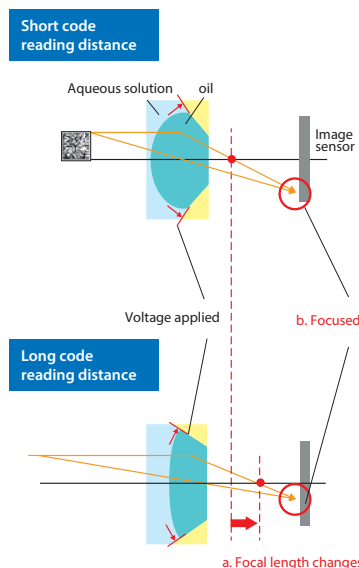 Short code
reading distance
Aqueous solution
oil
Image
sensor
Voltage applied
b. Focused
Long code
reading distance
a. Focal length changes